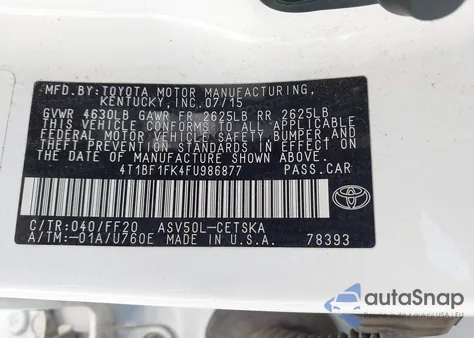 MFD.BY:TOYOTA MOTOR MANUFACTURING,
KENTUCKY, INC.07/15
GVWR 4630LB GAWR FR 2625LB RR 2625LB
THIS VEHICLE CONFORMS TO ALL APPLICABLE
FEDERAL MOTOR VEHICLE SAFETY, BUMPER, AND
THEFT PREVENTION STANDARDS IN EFFECT ON
THE DATE OF MANUFACTURE SHOWN ABOVE.
4T1BF1FK4FU986877 PASS.CAR
C/TR:040/FF20 ASV50L-CETSKA
A/TM:-01A/U760E MADE IN U.S.A. 78393
TOYOTA
autoSnap